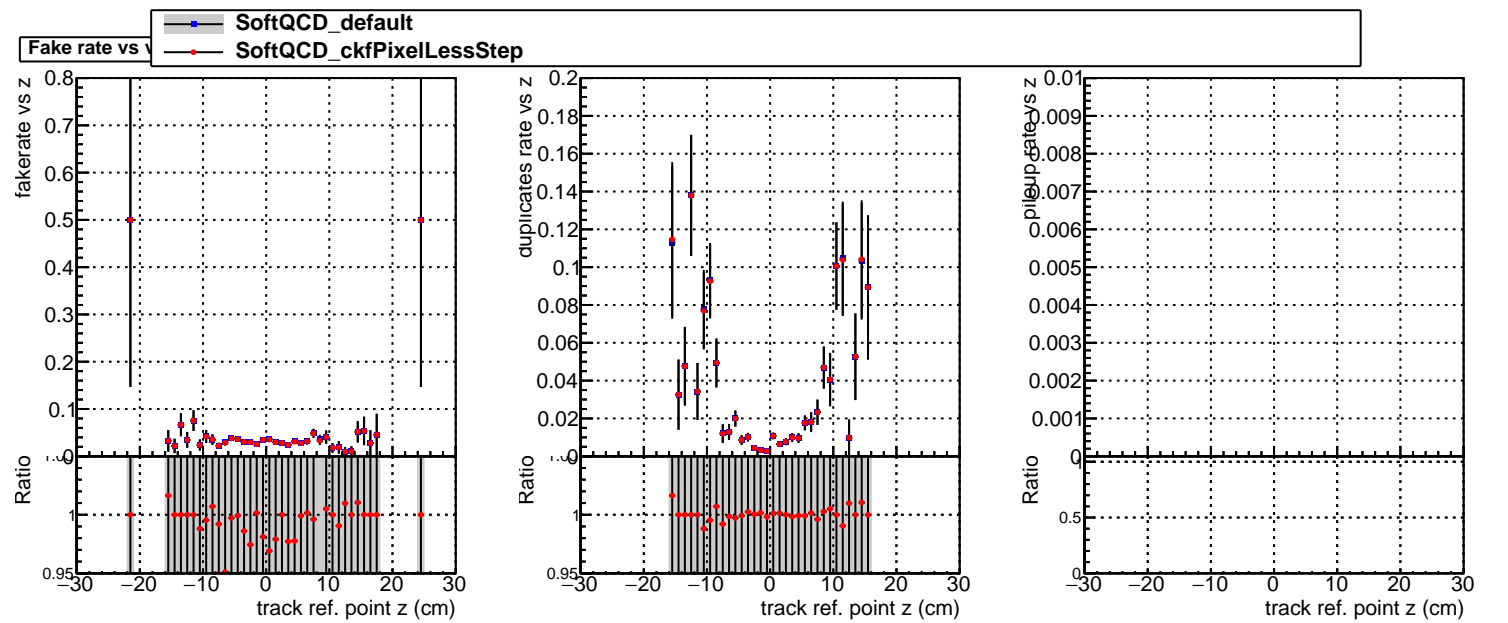 SoftQCD_default
SoftQCD_ckfPixelLessStep
Fake rate vs
fakerate vs z
0.8
0.7
0.6
0.5
0.4
0.3
0.2
0.1
0
Ratio
1
0.95
−30 −20 −10 0 10 20 30
track ref. point z (cm)
duplicates rate vs z
0.2
0.18
0.16
0.14
0.12
0.1
0.08
0.06
0.04
0.02
0
Ratio
1
0.95
−30 −20 −10 0 10 20 30
track ref. point z (cm)
pileup rate vs z
0.01
0.009
0.008
0.007
0.006
0.005
0.004
0.003
0.002
0.001
0
Ratio
1
0.5
0
−30 −20 −10 0 10 20 30
track ref. point z (cm)